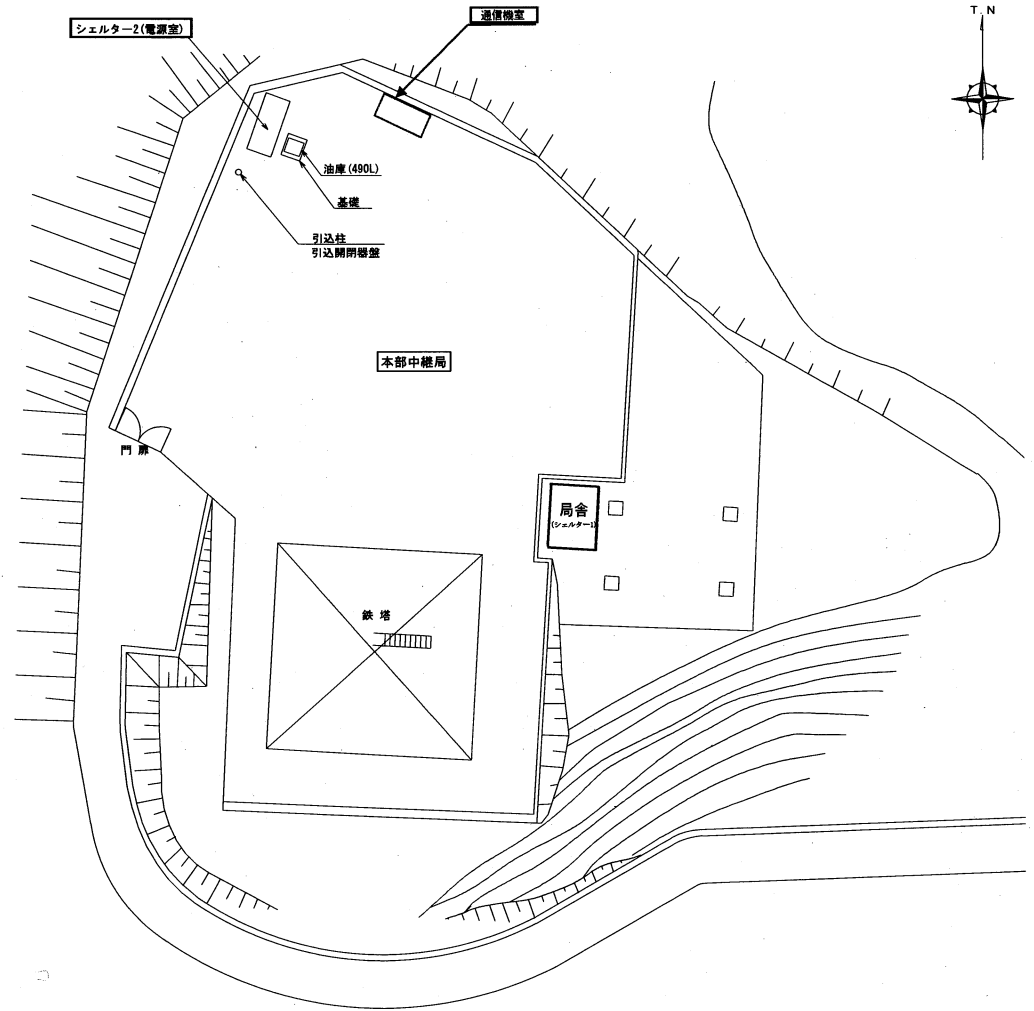 シェルター2(電源室)
通信機室
T.N
油庫(490L)
基礎
引込柱
引込開閉器盤
本部中継局
門扉
局舎
(シェルター1)
鉄塔